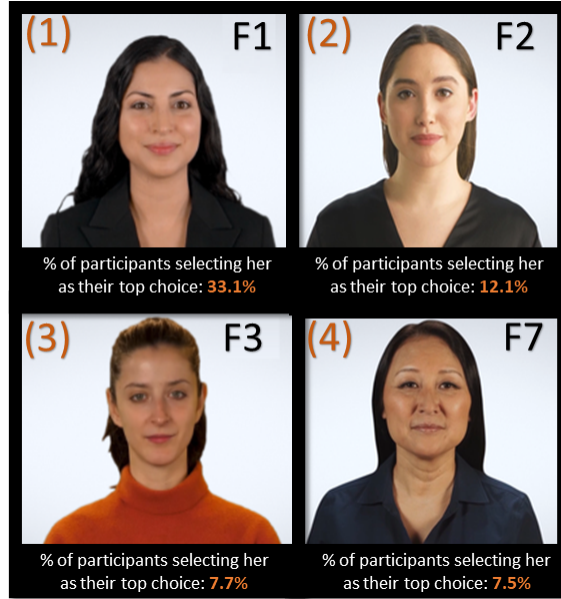 (1) F1
(2) F2
% of participants selecting her
as their top choice: 33.1%
% of participants selecting her
as their top choice: 12.1%
(3) F3
(4) F7
% of participants selecting her
as their top choice: 7.7%
% of participants selecting her
as their top choice: 7.5%